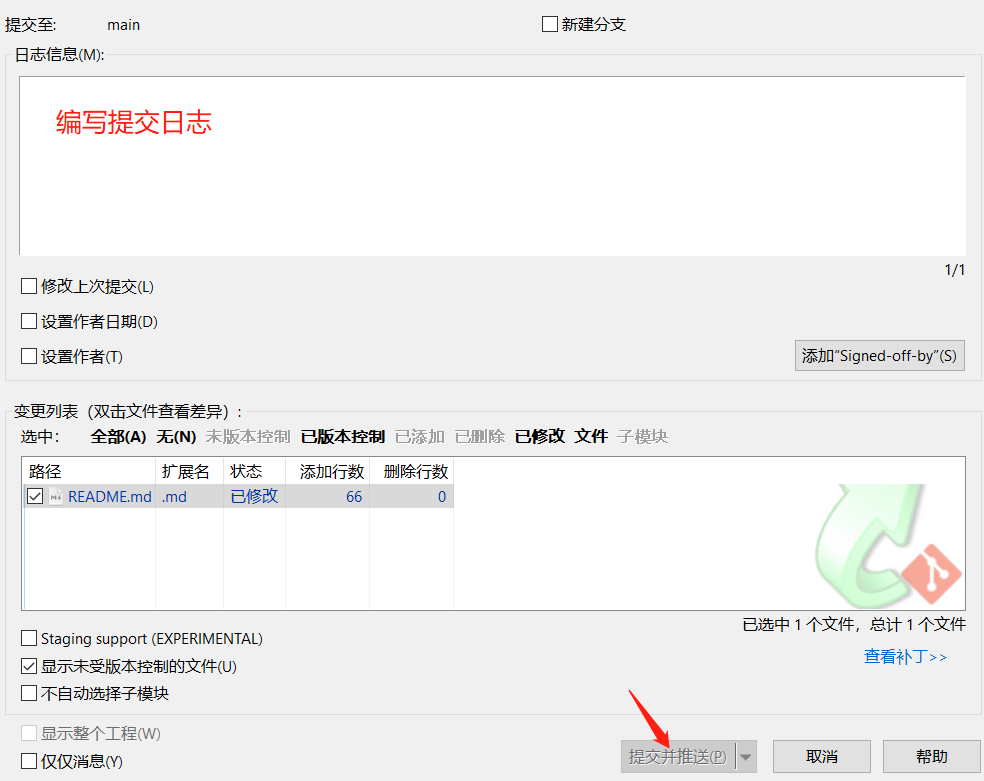 提交至: main 新建分支
日志信息(M):
编写提交日志
1/1
修改上次提交(L)
设置作者日期(D)
设置作者(T) 添加“Signed-off-by”(S)
变更列表（双击文件查看差异）:
选中: 全部(A) 无(N) 未版本控制 已版本控制 已添加 已删除 已修改 文件 子模块
路径 扩展名 状态 添加行数 删除行数
README.md .md 已修改 66 0
已选中 1 个文件，总计 1 个文件
Staging support (EXPERIMENTAL)
查看补丁>>
显示未受版本控制的文件(U)
不自动选择子模块
显示整个工程(W)
仅仅消息(Y) 提交并推送(P) 取消 帮助